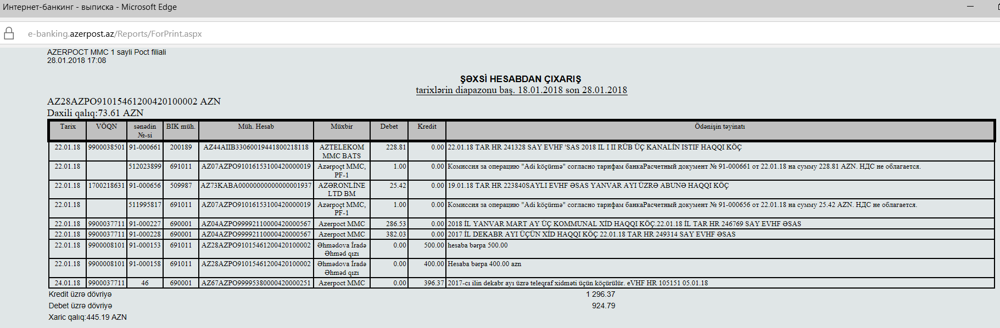 Интернет-банкинг - выписка - Microsoft Edge
e-banking.azerpost.az/Reports/ForPrint.aspx
AZERPOCT MMC 1 sayli Poct filiali
28.01.2018 17:08
ŞƏXSİ HESABDAN ÇIXARIŞ
tarixlərin diapazonu baş. 18.01.2018 son 28.01.2018
AZ28AZPO91015461200420100002 AZN
Daxili qalıq:73.61 AZN
Tarix VÖQN sənədin №-si BIK müh. Müh. Hesab Müxbir Debet Kredit Ödənişin təyinatı
22.01.18 9900038501 91-000661 200189 AZ44AIIB33060019441800218118 AZTELEKOM MMC BATS 228.81 0.00 22.01.18 TAR HR 241328 SAY EVHF 'SAS 2018 IL I II RÜB ÜÇ KANALİN ISTIF HAQQI KÖÇ
22.01.18 512023899 691011 AZ07AZPO91016153100420000019 Azərpoçt MMC, PF-1 1.00 0.00 Комиссия за операцию "Adi köçürmə" согласно тарифам банкаРасчетный документ № 91-000661 от 22.01.18 на сумму 228.81 AZN. НДС не облагается.
22.01.18 1700218631 91-000656 509987 AZ73KABA00000000000000001937 AZƏRONLİNE LTD BM 25.42 0.00 19.01.18 TAR HR 223840SAYLI EVHF ƏSAS YANVAR AYI ÜZRƏ ABUNƏ HAQQI KÖÇ
22.01.18 511995817 691011 AZ07AZPO91016153100420000019 Azərpoçt MMC, PF-1 1.00 0.00 Комиссия за операцию "Adi köçürmə" согласно тарифам банкаРасчетный документ № 91-000656 от 22.01.18 на сумму 25.42 AZN. НДС не облагается.
22.01.18 9900037711 91-000227 690001 AZ04AZPO99992110000420000567 Azerpoct MMC 286.53 0.00 2018 İL YANVAR MART AY ÜÇ KOMMUNAL XİD HAQQI KÖÇ.22.01.18 İL TAR HR 246769 SAY EVHF ƏSAS
22.01.18 9900037711 91-000228 690001 AZ04AZPO99992110000420000567 Azerpoct MMC 382.03 0.00 2017 İL DEKABR AYI ÜÇÜN XİD HAQQI KÖÇ 22.01.18 TAR HR 249314 SAY EVHF ƏSAS
22.01.18 9900008101 91-000153 691011 AZ28AZPO91015461200420100002 Əhmədova İradə Əhməd qızı 0.00 500.00 hesaba bərpa 500.00
22.01.18 9900008101 91-000158 691011 AZ28AZPO91015461200420100002 Əhmədova İradə Əhməd qızı 0.00 400.00 Hesaba bərpa 400.00 azn
24.01.18 9900037711 46 690001 AZ67AZPO99995380000420000251 Azerpoct MMC 0.00 396.37 2017-cı ilin dekabr ayı üzrə teleqraf xidməti üçün köçürülür. eVHF HR 105151 05.01.18
Kredit üzrə dövriyə 1 296.37
Debet üzrə dövriyə 924.79
Xaric qalıq:445.19 AZN